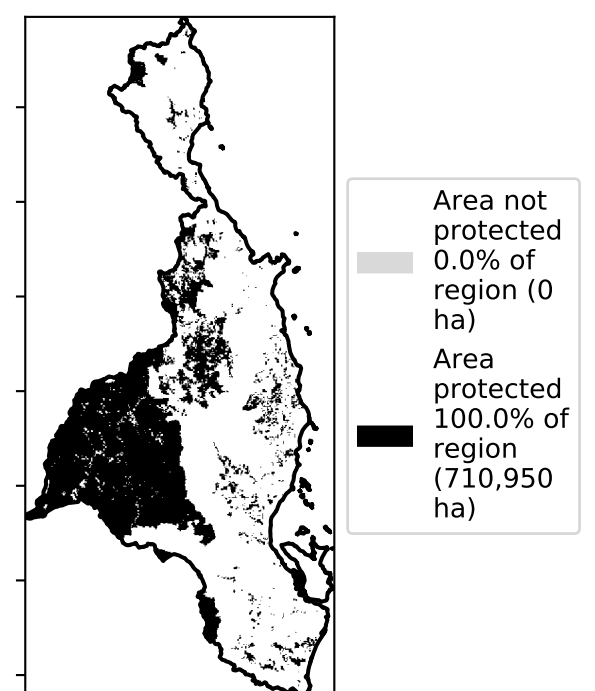 Area not
protected
0.0% of
region (0
ha)
Area
protected
100.0% of
region
(710,950
ha)